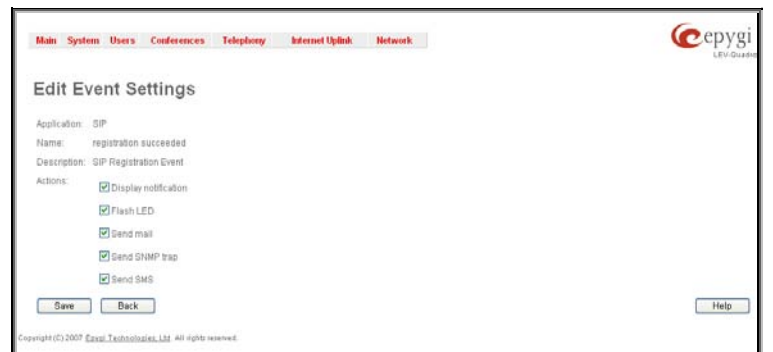 Main System Users Conferences Telephony Internet Uplink Network
epygi
LEV-Quadro
Edit Event Settings
Application: SIP
Name: registration succeeded
Description: SIP Registration Event
Actions:
Display notification
Flash LED
Send mail
Send SNMP trap
Send SMS
Save Back Help
Copyright (C) 2007 Epygi Technologies, Ltd. All rights reserved.